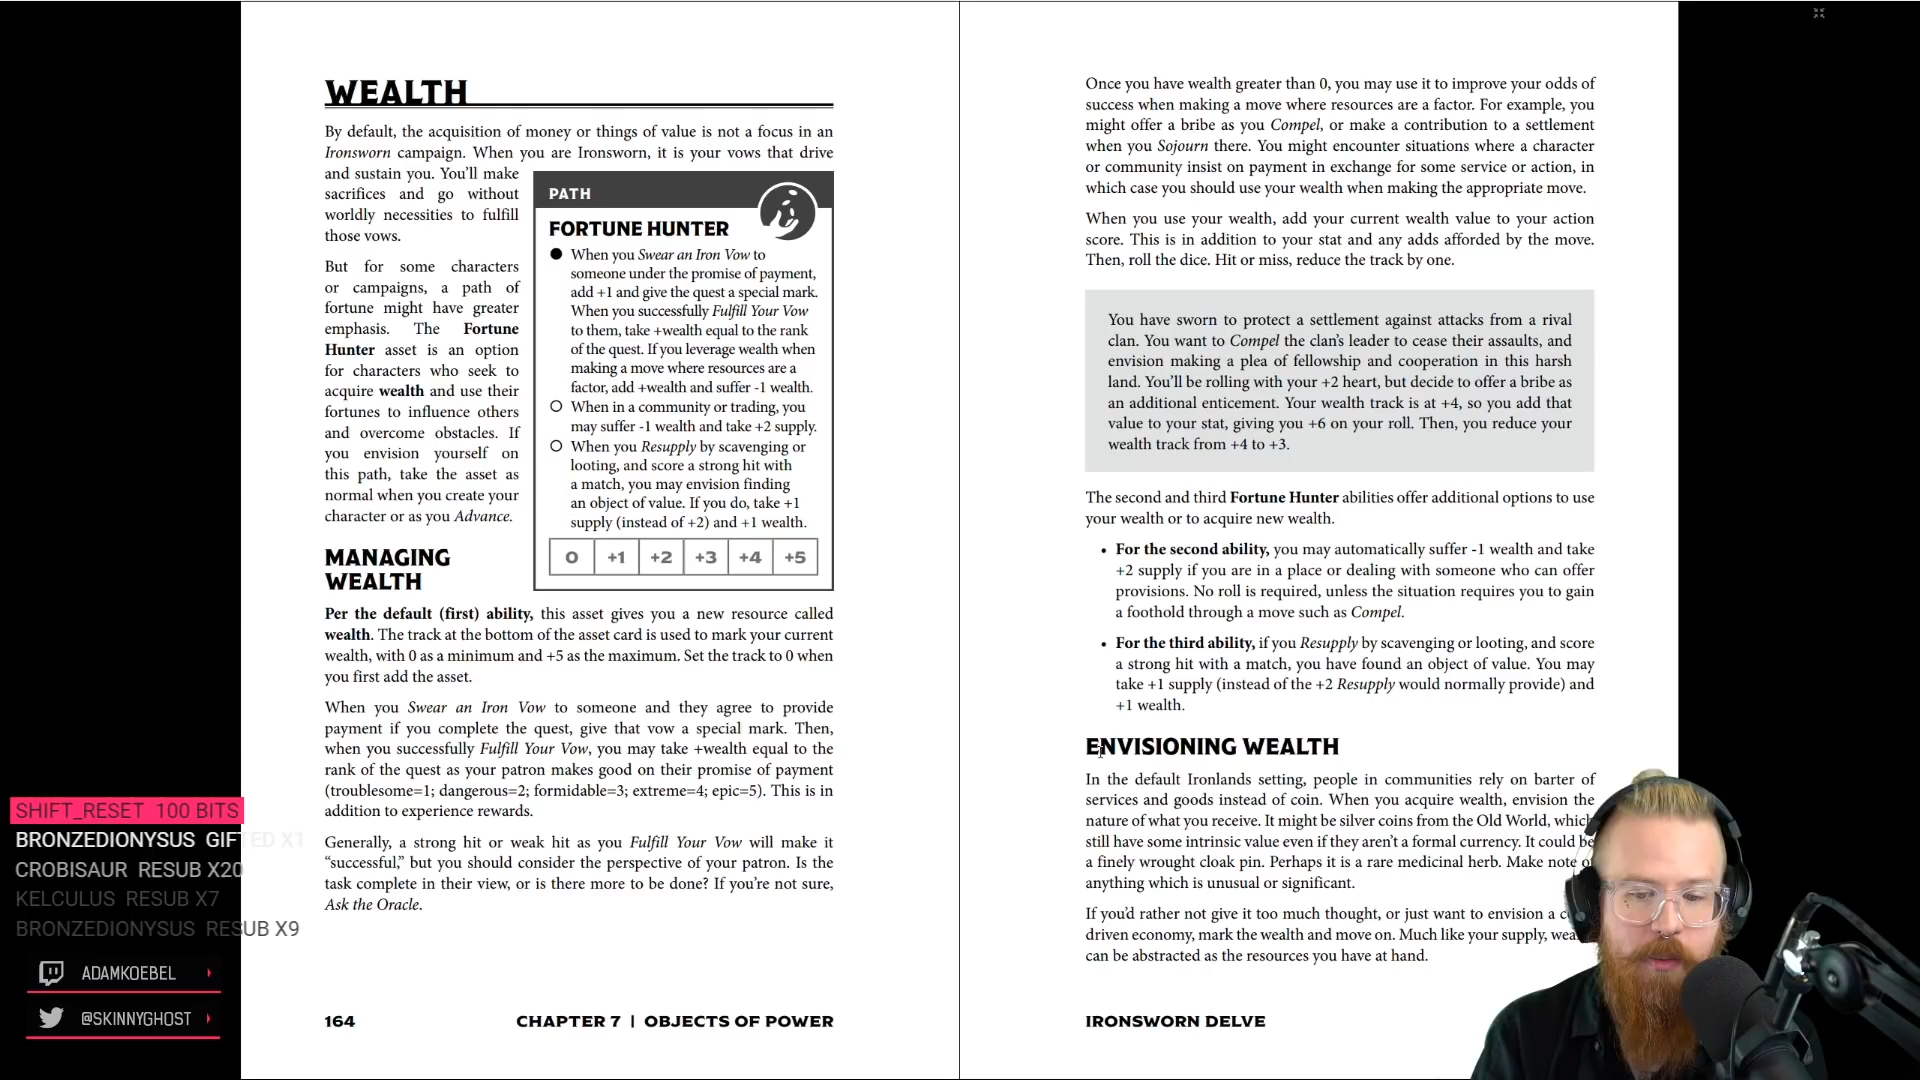 WEALTH
By default, the acquisition of money or things of value is not a focus in an
Ironsworn campaign. When you are Ironsworn, it is your vows that drive
and sustain you. You'll make
sacrifices and go without
worldly necessities to fulfill
those vows.
But for some characters
or campaigns, a path of
fortune might have greater
emphasis. The Fortune
Hunter asset is an option
for characters who seek to
acquire wealth and use their
fortunes to influence others
and overcome obstacles. If
you envision yourself on
this path, take the asset as
normal when you create your
character or as you Advance.
PATH
FORTUNE HUNTER
When you Swear an Iron Vow to
someone under the promise of payment,
add +1 and give the quest a special mark.
When you successfully Fulfill Your Vow
to them, take +wealth equal to the rank
of the quest. If you leverage wealth when
making a move where resources are a
factor, add +wealth and suffer -1 wealth.
When in a community or trading, you
may suffer -1 wealth and take +2 supply.
When you Resupply by scavenging or
looting, and score a strong hit with
a match, you may envision finding
an object of value. If you do, take +1
supply (instead of +2) and +1 wealth.
0 +1 +2 +3 +4 +5
MANAGING
WEALTH
Per the default (first) ability, this asset gives you a new resource called
wealth. The track at the bottom of the asset card is used to mark your current
wealth, with 0 as a minimum and +5 as the maximum. Set the track to 0 when
you first add the asset.
When you Swear an Iron Vow to someone and they agree to provide
payment if you complete the quest, give that vow a special mark. Then,
when you successfully Fulfill Your Vow, you may take +wealth equal to the
rank of the quest as your patron makes good on their promise of payment
(troublesome=1; dangerous=2; formidable=3; extreme=4; epic=5). This is in
addition to experience rewards.
Generally, a strong hit or weak hit as you Fulfill Your Vow will make it
“successful,” but you should consider the perspective of your patron. Is the
task complete in their view, or is there more to be done? If you're not sure,
Ask the Oracle.
164
CHAPTER 7 | OBJECTS OF POWER
Once you have wealth greater than 0, you may use it to improve your odds of
success when making a move where resources are a factor. For example, you
might offer a bribe as you Compel, or make a contribution to a settlement
when you Sojourn there. You might encounter situations where a character
or community insist on payment in exchange for some service or action, in
which case you should use your wealth when making the appropriate move.
When you use your wealth, add your current wealth value to your action
score. This is in addition to your stat and any adds afforded by the move.
Then, roll the dice. Hit or miss, reduce the track by one.
You have sworn to protect a settlement against attacks from a rival
clan. You want to Compel the clan's leader to cease their assaults, and
envision making a plea of fellowship and cooperation in this harsh
land. You'll be rolling with your +2 heart, but decide to offer a bribe as
an additional enticement. Your wealth track is at +4, so you add that
value to your stat, giving you +6 on your roll. Then, you reduce your
wealth track from +4 to +3.
The second and third Fortune Hunter abilities offer additional options to use
your wealth or to acquire new wealth.
• For the second ability, you may automatically suffer -1 wealth and take
+2 supply if you are in a place or dealing with someone who can offer
provisions. No roll is required, unless the situation requires you to gain
a foothold through a move such as Compel.
• For the third ability, if you Resupply by scavenging or looting, and score
a strong hit with a match, you have found an object of value. You may
take +1 supply (instead of the +2 Resupply would normally provide) and
+1 wealth.
ENVISIONING WEALTH
In the default Ironlands setting, people in communities rely on barter of
services and goods instead of coin. When you acquire wealth, envision the
nature of what you receive. It might be silver coins from the Old World, which
still have some intrinsic value even if they aren't a formal currency. It could be
a finely wrought cloak pin. Perhaps it is a rare medicinal herb. Make note
anything which is unusual or significant.
If you'd rather not give it too much thought, or just want to envision a
driven economy, mark the wealth and move on. Much like your supply,
can be abstracted as the resources you have at hand.
IRONSWORN DELVE
SHIFT_RESET 100 BITS
BRONZEDIONYSUS GIFTED X1
CROBISAUR RESUB X20
KELCULUS RESUB X7
BRONZEDIONYSUS RESUB X9
ADAMKOEBEL
@SKINNYGHOST